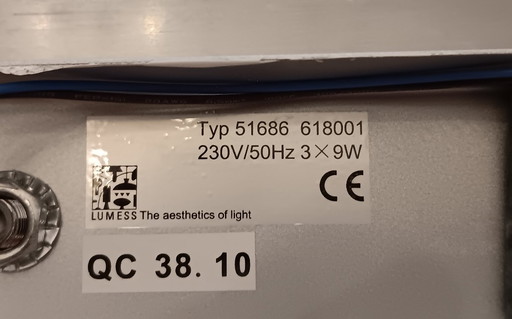 Typ 51686 618001
230V/50Hz 3×9W
CE
LUMESS The aesthetics of light
QC 38. 10